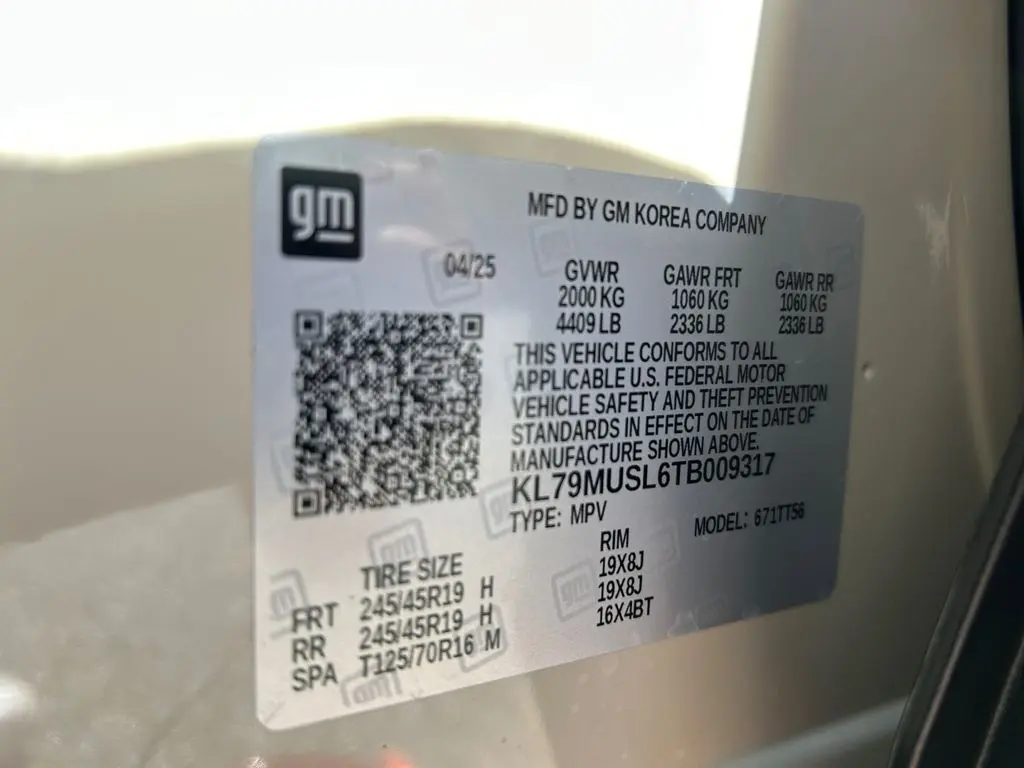 gm
MFD BY GM KOREA COMPANY
04/25
GVWR GAWR FRT GAWR RR
2000 KG 1060 KG 1060 KG
4409 LB 2336 LB 2336 LB
THIS VEHICLE CONFORMS TO ALL
APPLICABLE U.S. FEDERAL MOTOR
VEHICLE SAFETY AND THEFT PREVENTION
STANDARDS IN EFFECT ON THE DATE OF
MANUFACTURE SHOWN ABOVE.
KL79MUSL6TB009317
TYPE: MPV MODEL: 671TT56
TIRE SIZE RIM
FRT 245/45R19 H 19X8J
RR 245/45R19 H 19X8J
SPA T125/70R16 M 16X4BT